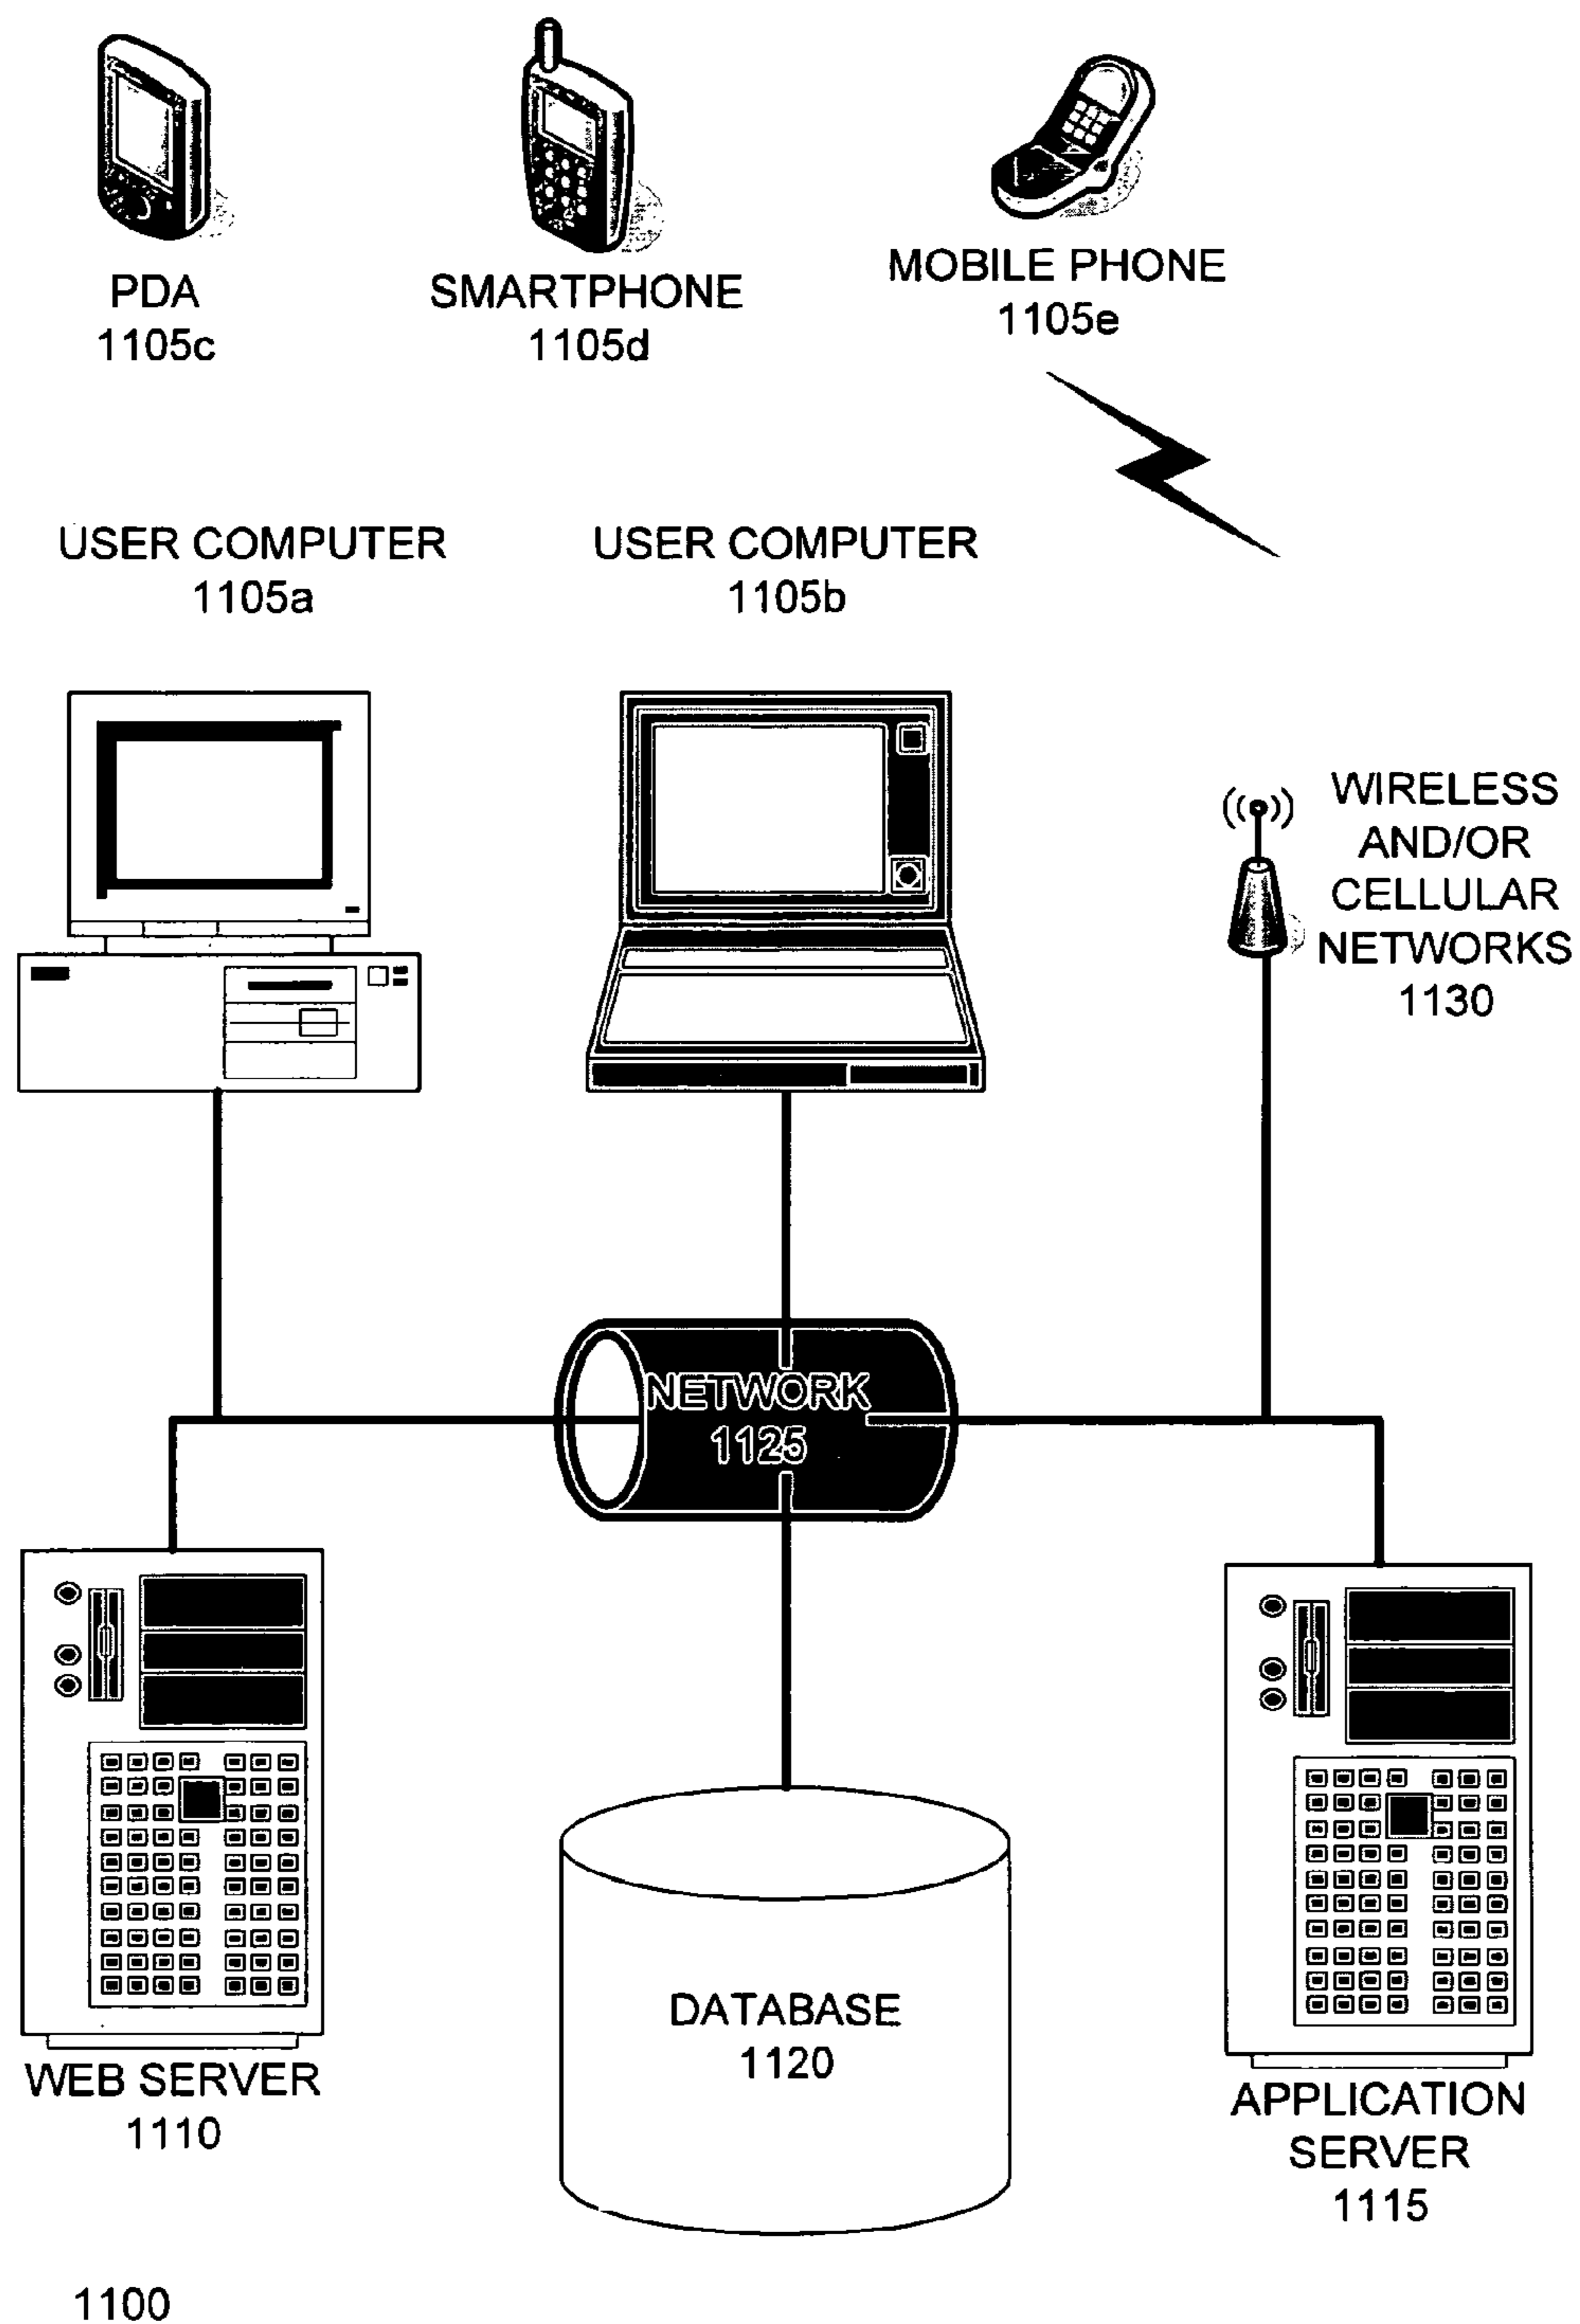 PDA
1105c
SMARTPHONE
1105d
MOBILE PHONE
1105e
USER COMPUTER
1105a
USER COMPUTER
1105b
WIRELESS
AND/OR
CELLULAR
NETWORKS
1130
NETWORK
1125
WEB SERVER
1110
DATABASE
1120
APPLICATION
SERVER
1115
1100